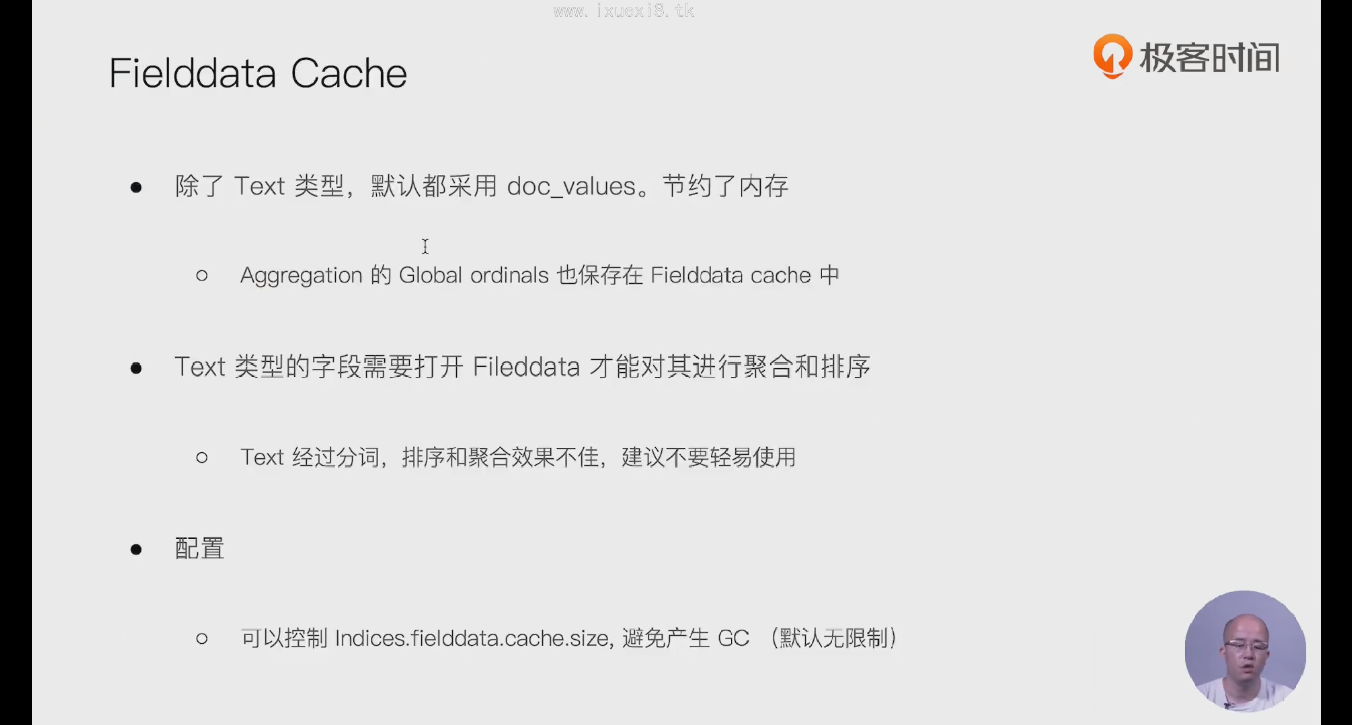 www.ixuexi8.tk
极客时间
Fielddata Cache
除了 Text 类型，默认都采用 doc_values。节约了内存
Aggregation 的 Global ordinals 也保存在 Fielddata cache 中
Text 类型的字段需要打开 Fileddata 才能对其进行聚合和排序
Text 经过分词，排序和聚合效果不佳，建议不要轻易使用
配置
可以控制 Indices.fielddata.cache.size, 避免产生 GC （默认无限制）